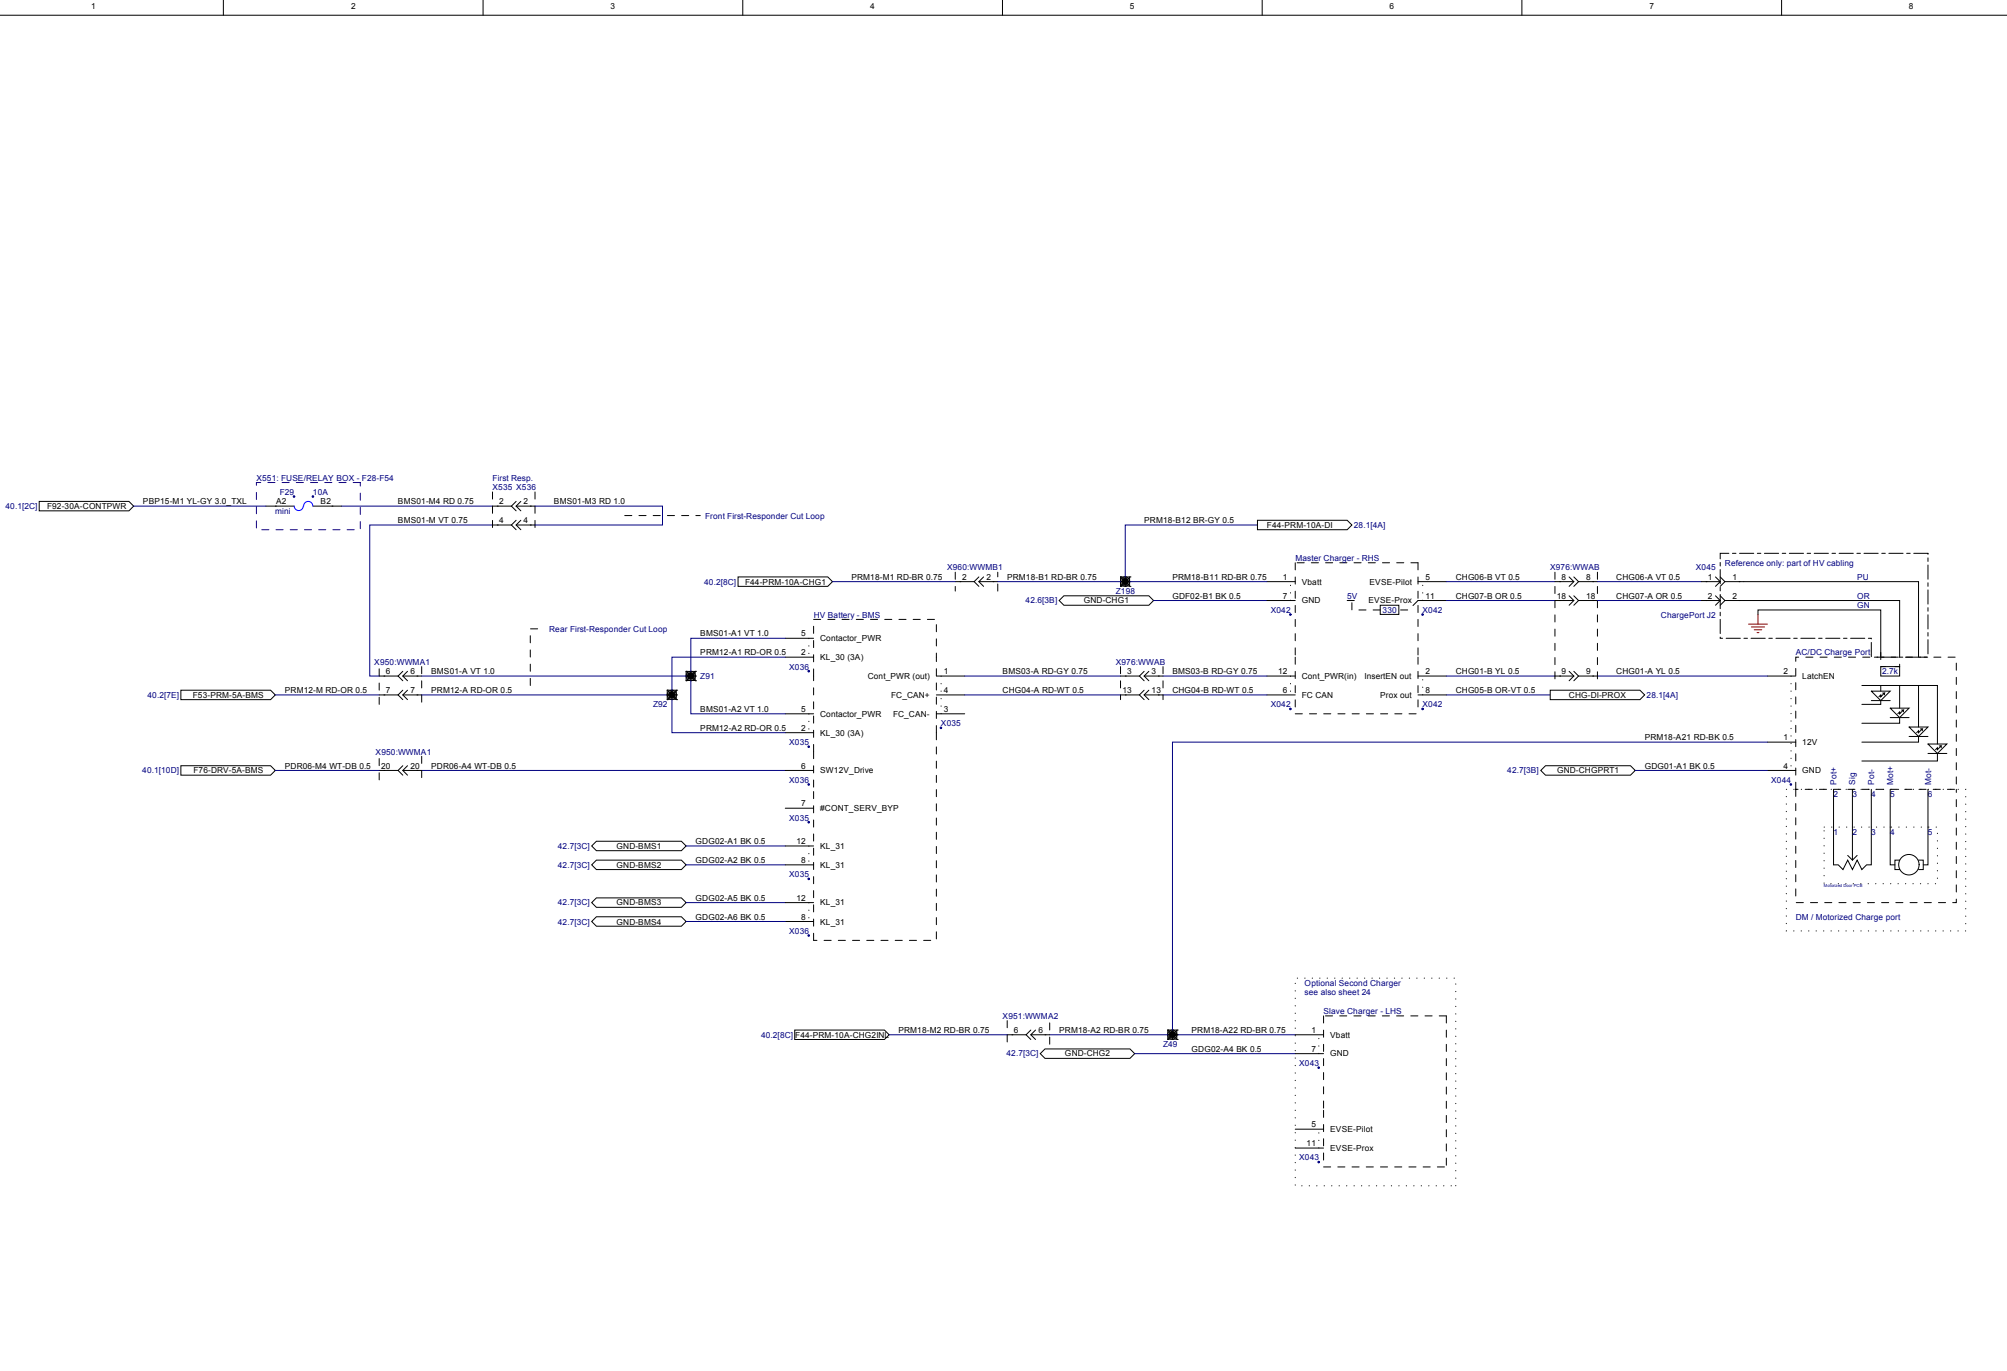 1 2 3 4 5 6 7 8
X551: FUSE/RELAY BOX - F28-F54
F29 10A
A2 B2
mini
40.1[2C] F92-30A-CONTPWR PBP15-M1 YL-GY 3.0_TXL
BMS01-M4 RD 0.75
First Resp.
X535 X536
2 2 BMS01-M3 RD 1.0
BMS01-M VT 0.75 4 4
Front First-Responder Cut Loop
PRM18-B12 BR-GY 0.5 F44-PRM-10A-DI 28.1[4A]
40.2[8C] F44-PRM-10A-CHG1 PRM18-M1 RD-BR 0.75
X960:WWMB1
2 2 PRM18-B1 RD-BR 0.75
Z198
PRM18-B11 RD-BR 0.75 1
42.6[3B] GND-CHG1 GDF02-B1 BK 0.5 7
X042
Master Charger - RHS
Vbatt EVSE-Pilot
GND 5V EVSE-Prox
330
5 CHG06-B VT 0.5
11 CHG07-B OR 0.5
X042
X976:WWAB
8 8 CHG06-A VT 0.5 1 1
18 18 CHG07-A OR 0.5 2 2
X045
ChargePort J2
Reference only: part of HV cabling
PU
OR
GN
Rear First-Responder Cut Loop
X950:WWMA1
6 6 BMS01-A VT 1.0
40.2[7E] F53-PRM-5A-BMS PRM12-M RD-OR 0.5 7 7 PRM12-A RD-OR 0.5
Z91
Z92
HV Battery - BMS
BMS01-A1 VT 1.0 5 Contactor_PWR
PRM12-A1 RD-OR 0.5 2 KL_30 (3A)
X036
BMS01-A2 VT 1.0 5 Contactor_PWR
PRM12-A2 RD-OR 0.5 2 KL_30 (3A)
X035
Cont_PWR (out) 1 BMS03-A RD-GY 0.75
FC_CAN+ 4 CHG04-A RD-WT 0.5
FC_CAN- 3
X035
X976:WWAB
3 3 BMS03-B RD-GY 0.75 12 Cont_PWR(in)
13 13 CHG04-B RD-WT 0.5 6 FC CAN
X042
InsertEN out 2 CHG01-B YL 0.5 9 9 CHG01-A YL 0.5 2 LatchEN
Prox out 8 CHG05-B OR-VT 0.5 CHG-DI-PROX 28.1[4A]
X042
AC/DC Charge Port
2.7k
PRM18-A21 RD-BK 0.5 1 12V
42.7[3B] GND-CHGPRT1 GDG01-A1 BK 0.5 4 GND
X044
Pot+ Sig Pot- Mot+ Mot-
2 3 4 5 6
1 2 3 4 5
DM / Motorized Charge port
X950:WWMA1
40.1[10D] F76-DRV-5A-BMS PDR06-M4 WT-DB 0.5 20 20 PDR06-A4 WT-DB 0.5 6 SW12V_Drive
X036
7 #CONT_SERV_BYP
X035
42.7[3C] GND-BMS1 GDG02-A1 BK 0.5 12 KL_31
42.7[3C] GND-BMS2 GDG02-A2 BK 0.5 8 KL_31
X035
42.7[3C] GND-BMS3 GDG02-A5 BK 0.5 12 KL_31
42.7[3C] GND-BMS4 GDG02-A6 BK 0.5 8 KL_31
X036
Optional Second Charger
see also sheet 24
Slave Charger - LHS
X951:WWMA2
40.2[8C] F44-PRM-10A-CHG2IND PRM18-M2 RD-BR 0.75 6 6 PRM18-A2 RD-BR 0.75
Z49
PRM18-A22 RD-BR 0.75 1 Vbatt
42.7[3C] GND-CHG2 GDG02-A4 BK 0.5 7 GND
X043
5 EVSE-Pilot
11 EVSE-Prox
X043